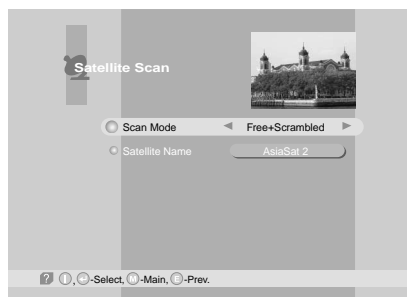 Satellite Scan
Scan Mode ◀ Free+Scrambled ▶
Satellite Name AsiaSat 2
? , -Select, M -Main, E -Prev.